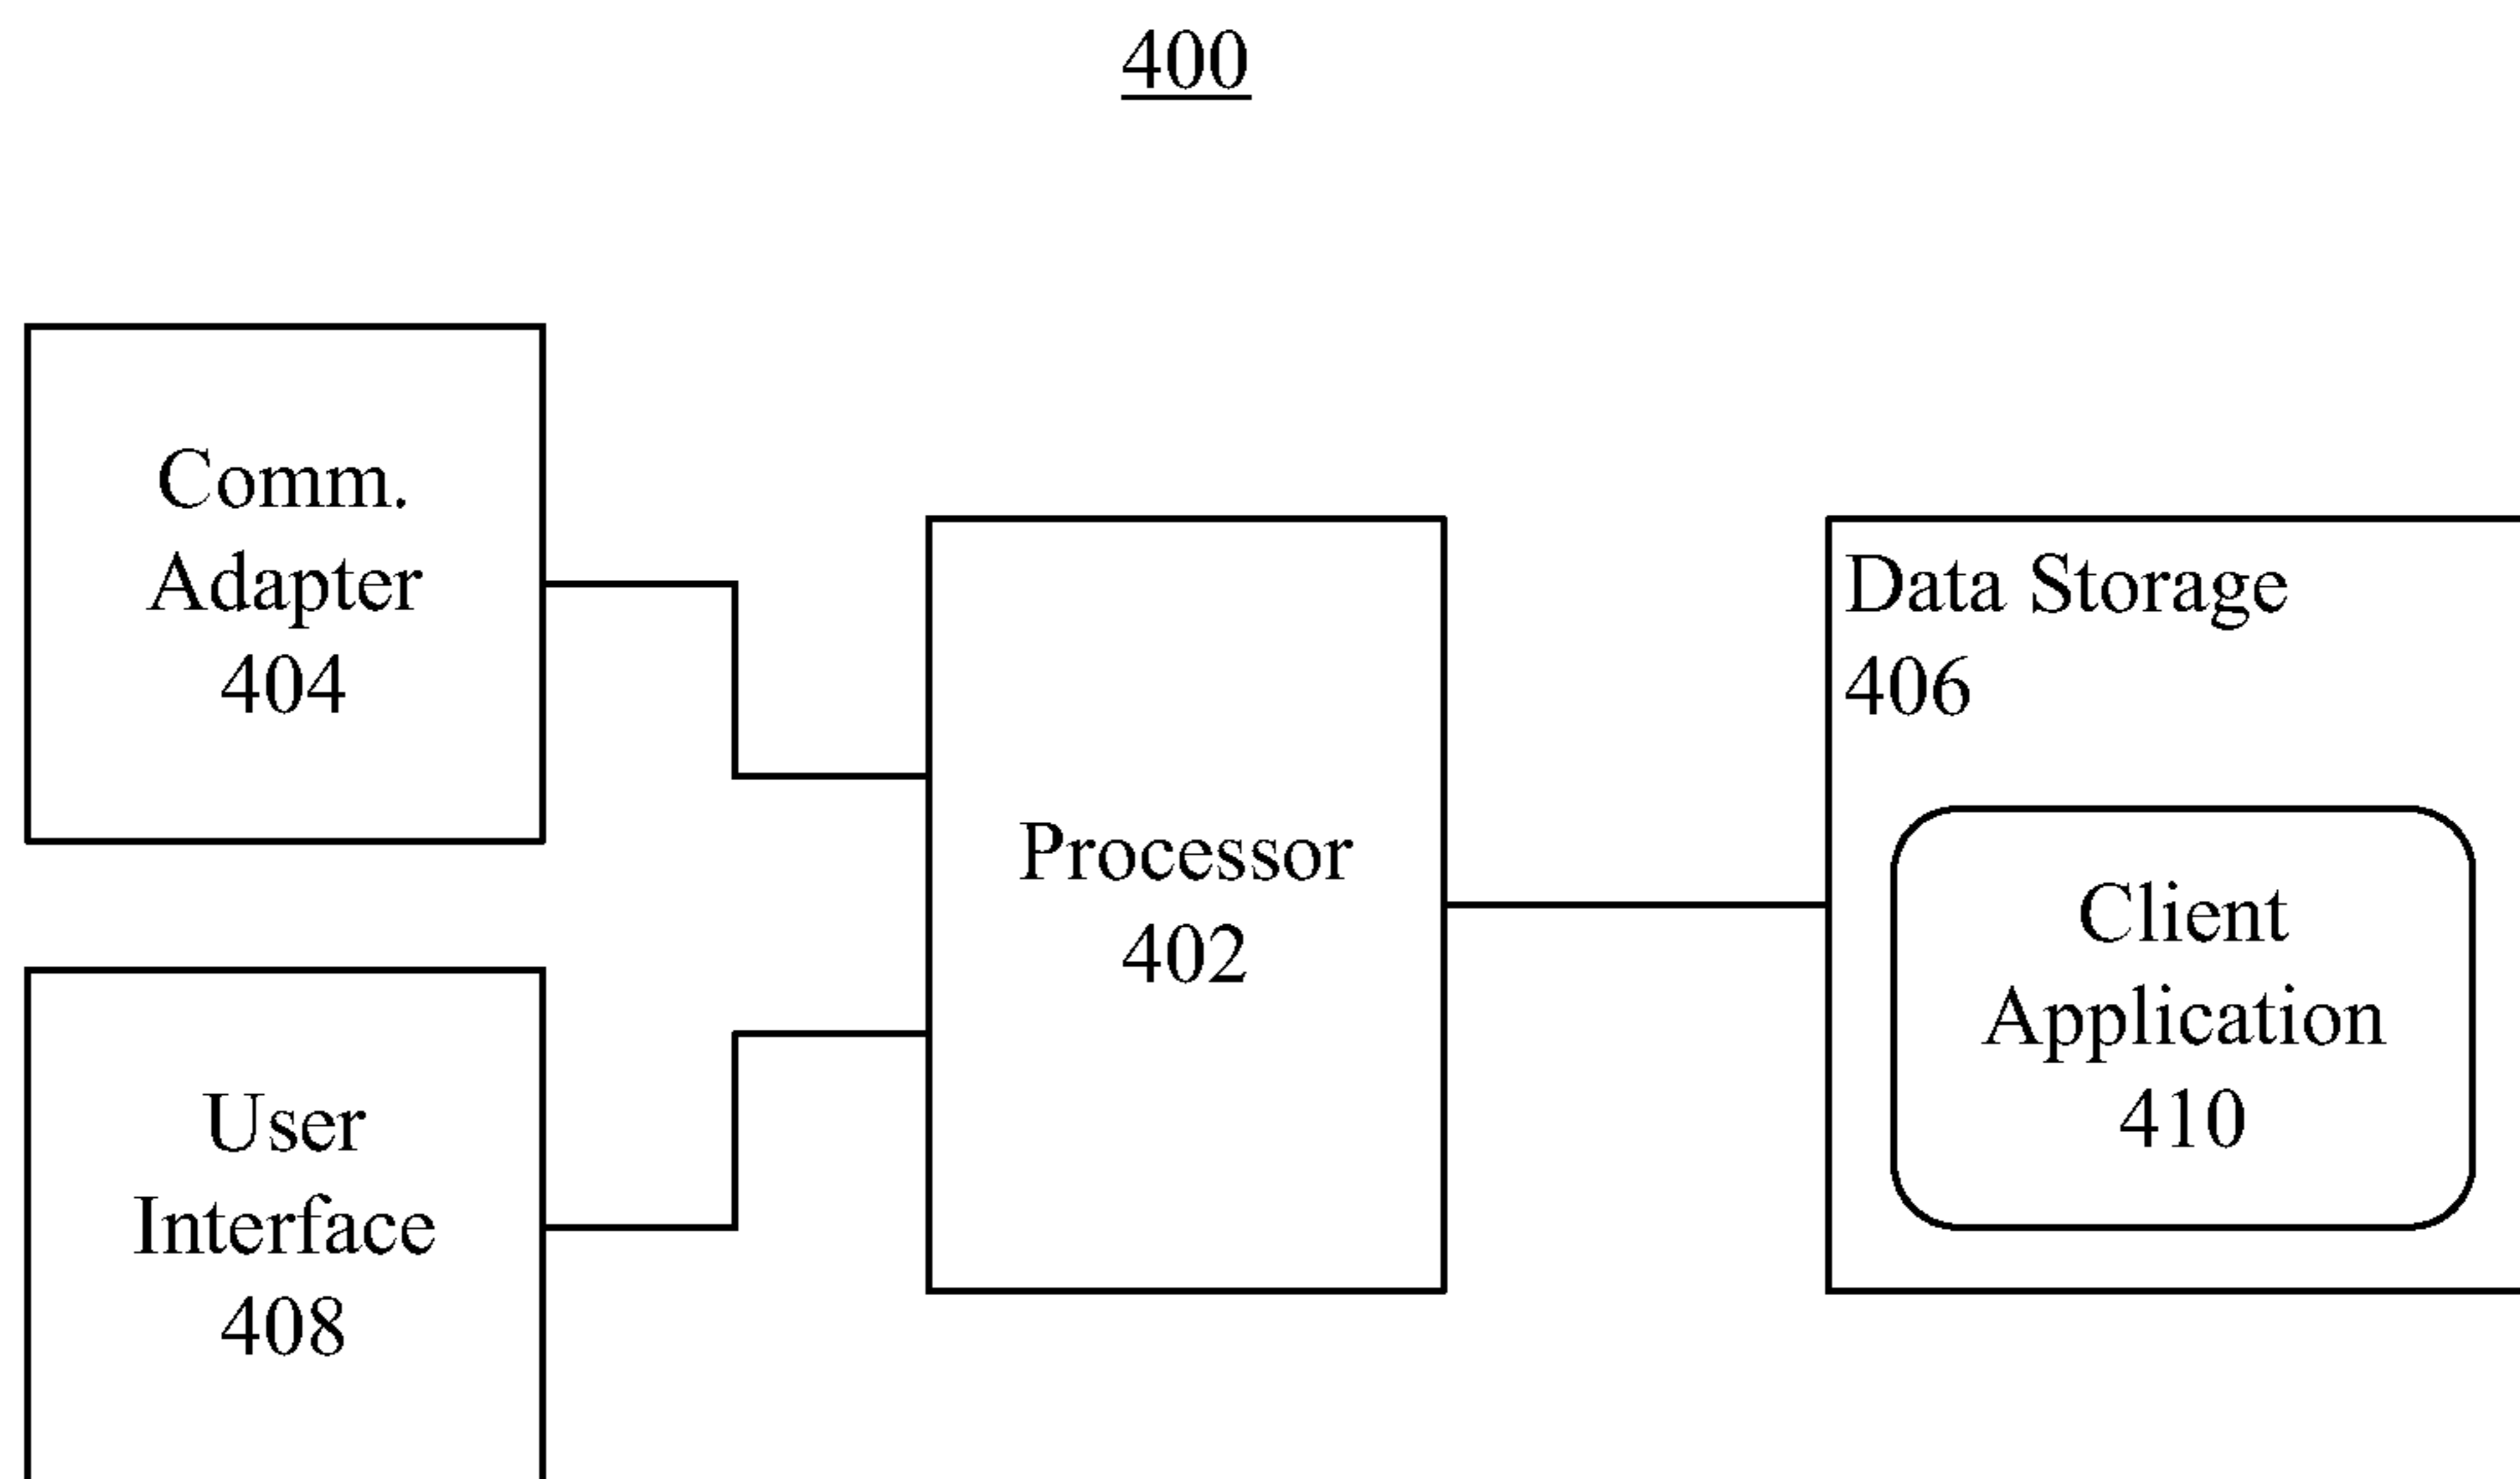 400
Comm.
Adapter
404
User
Interface
408
Processor
402
Data Storage
406
Client
Application
410